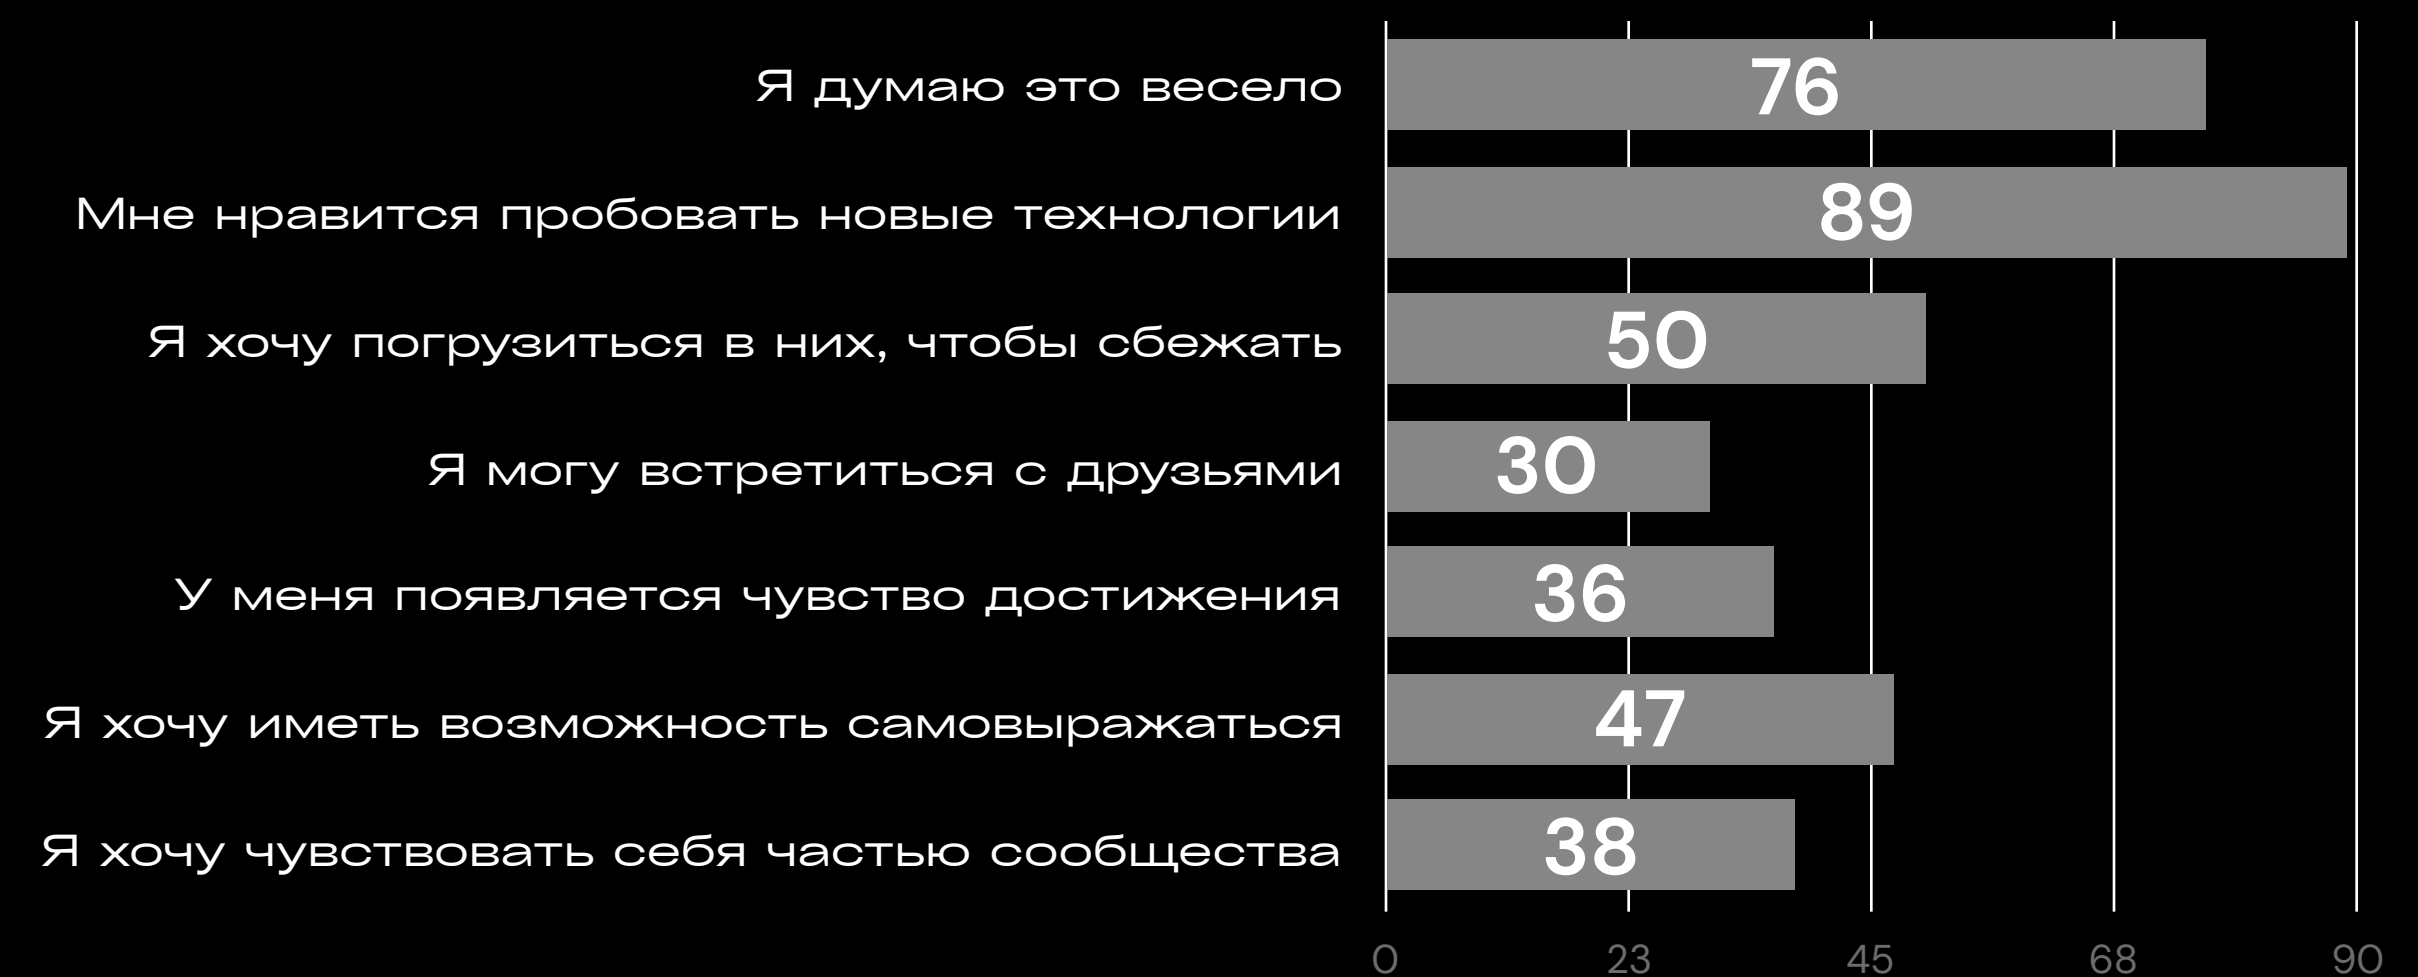 Я думаю это весело 76
Мне нравится пробовать новые технологии 89
Я хочу погрузиться в них, чтобы сбежать 50
Я могу встретиться с друзьями 30
У меня появляется чувство достижения 36
Я хочу иметь возможность самовыражаться 47
Я хочу чувствовать себя частью сообщества 38
0 23 45 68 90